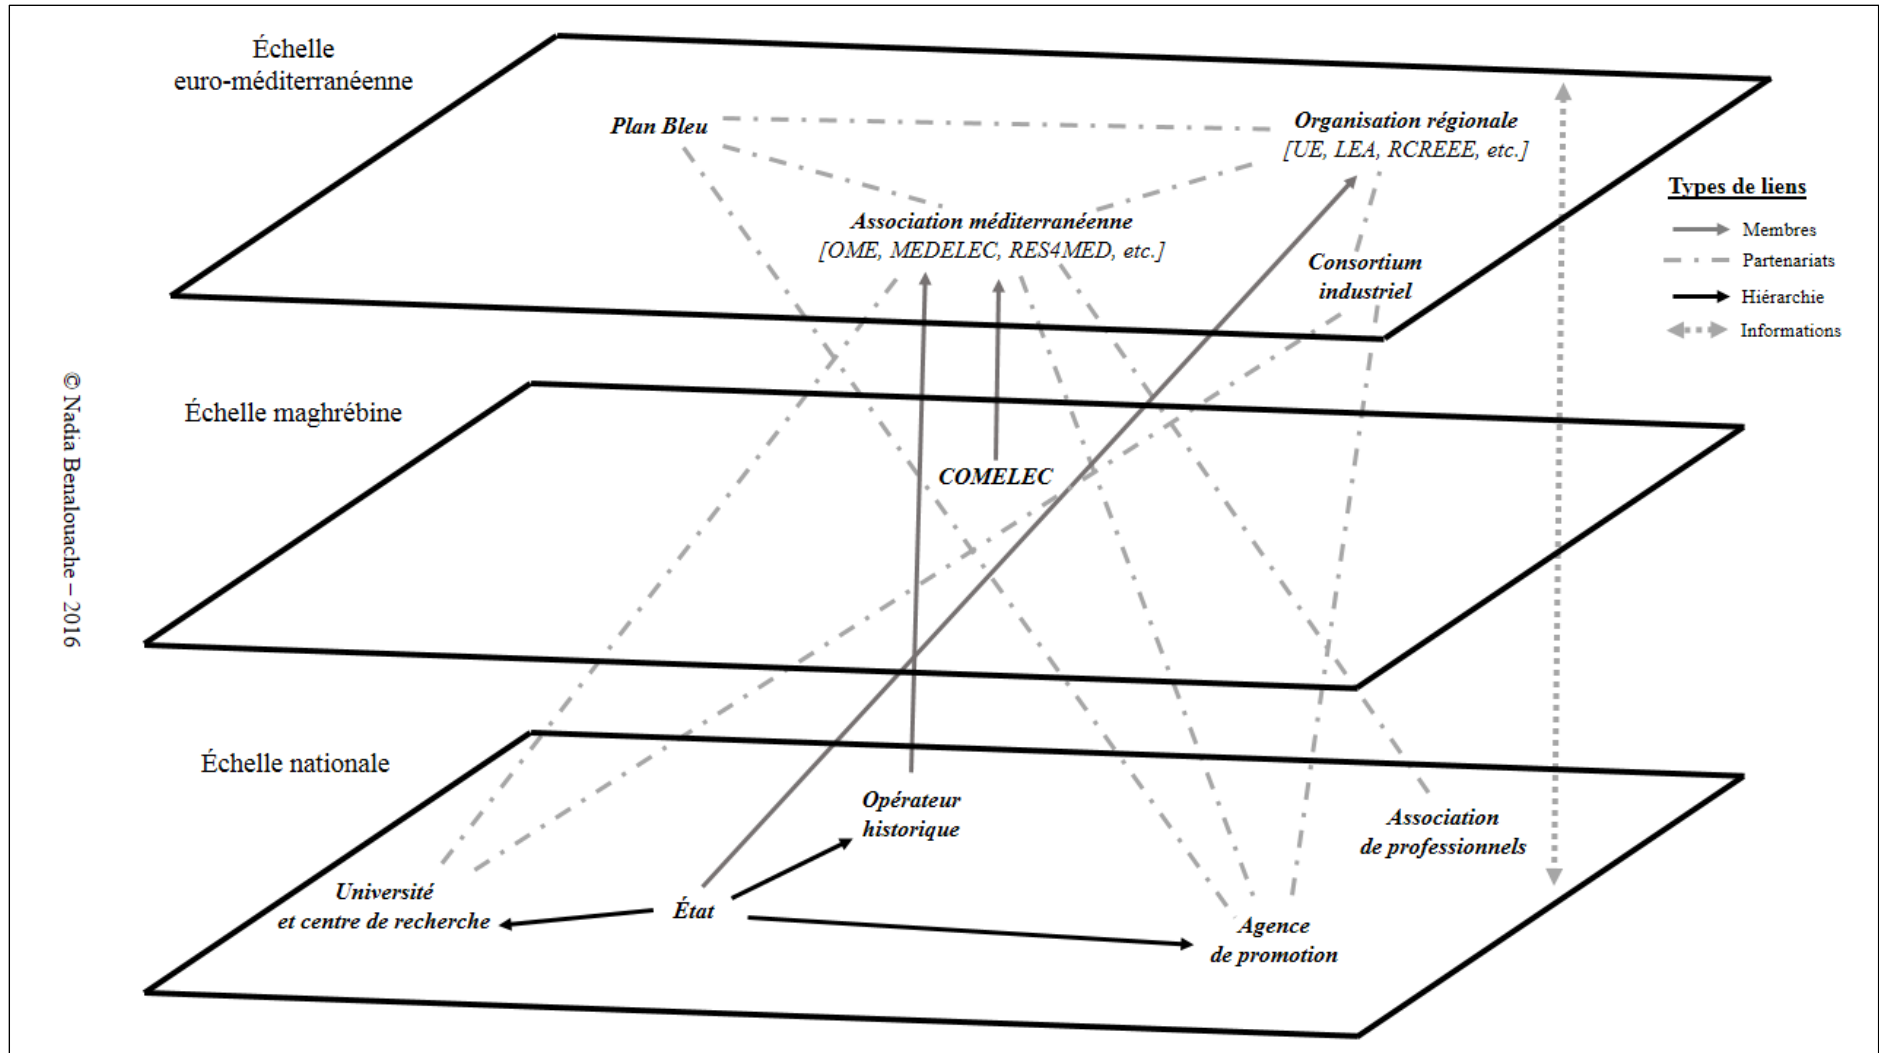 Échelle
euro-méditerranéenne
Plan Bleu
Organisation régionale
[UE, LEA, RCREEE, etc.]
Types de liens
Membres
Partenariats
Hiérarchie
Informations
Association méditerranéenne
[OME, MEDELEC, RES4MED, etc.]
Consortium
industriel
© Nadia Benalouache – 2016
Échelle maghrébine
COMELEC
Échelle nationale
Opérateur
historique
Association
de professionnels
Université
et centre de recherche
État
Agence
de promotion